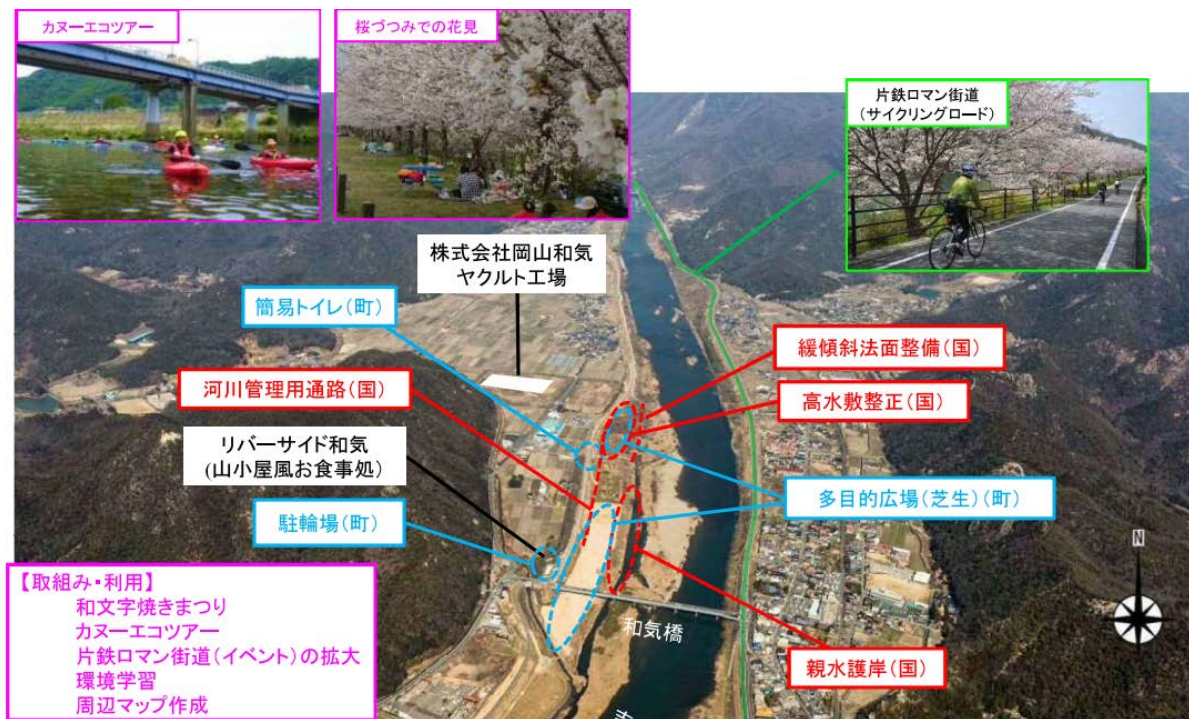 カヌーエコツアー
桜づつみでの花見
片鉄ロマン街道
(サイクリングロード)
株式会社岡山和気
ヤクルト工場
簡易トイレ(町)
緩傾斜法面整備(国)
河川管理用通路(国)
高水敷整正(国)
リバーサイド和気
(山小屋風お食事処)
多目的広場(芝生)(町)
駐輪場(町)
N
【取組み・利用】
和文字焼きまつり
カヌーエコツアー
片鉄ロマン街道(イベント)の拡大
環境学習
周辺マップ作成
和気橋
親水護岸(国)